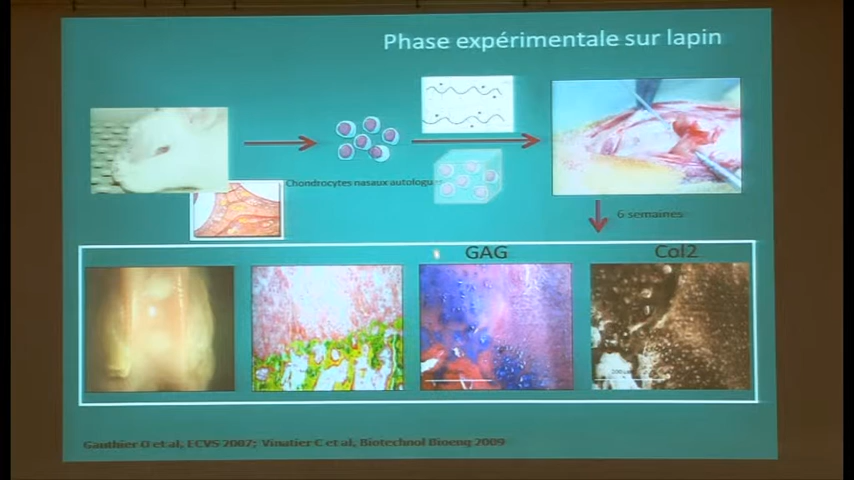 Phase expérimentale sur lapin
Chondrocytes nasaux autologue
6 semaines
GAG
Col2
Gauthier O et al, ECVS 2007; Vinatier C et al, Biotechnol Bioeng 2009